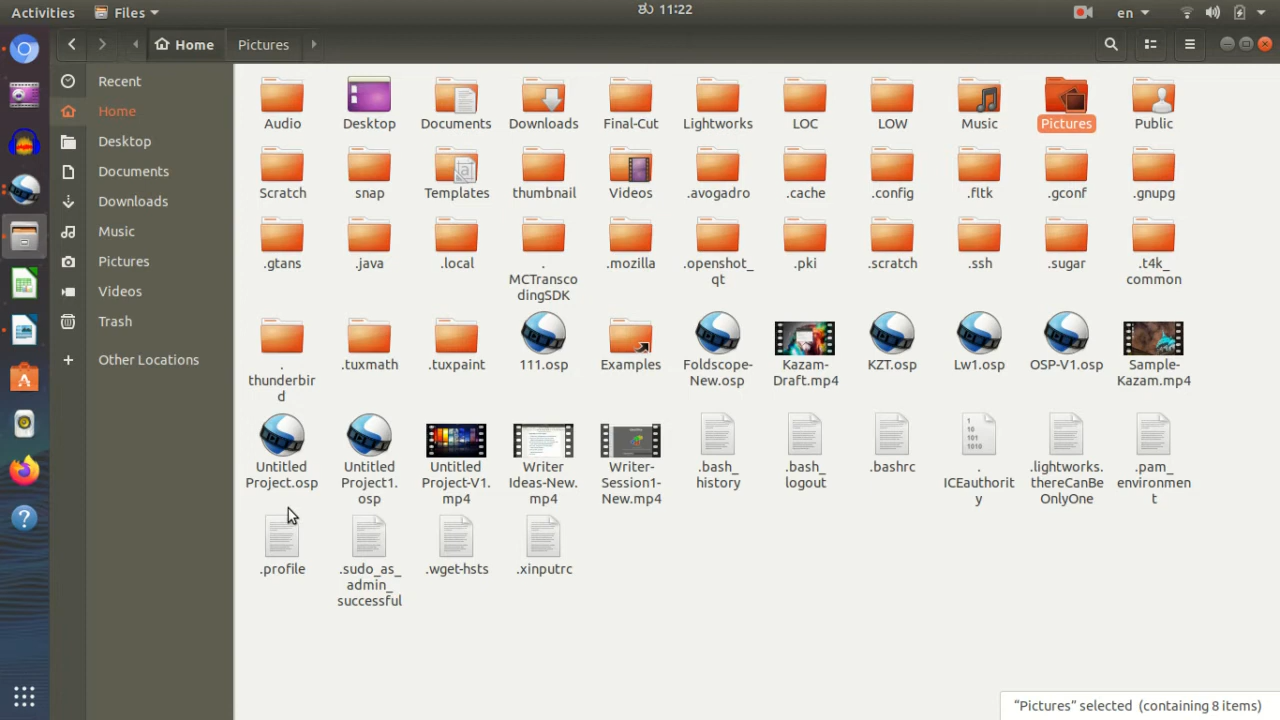 Activities
Files
ಶು 11:22
en
Home
Pictures
Recent
Home
Desktop
Documents
Downloads
Music
Pictures
Videos
Trash
Other Locations
Audio
Desktop
Documents
Downloads
Final-Cut
Lightworks
LOC
LOW
Music
Pictures
Public
Scratch
snap
Templates
thumbnail
Videos
.avogadro
.cache
.config
.fltk
.gconf
.gnupg
.gtans
.java
.local
.
MCTransc
odingSDK
.mozilla
.openshot_
qt
.pki
.scratch
.ssh
.sugar
.t4k_
common
.
thunderbir
d
.tuxmath
.tuxpaint
111.osp
Examples
Foldscope-
New.osp
Kazam-
Draft.mp4
KZT.osp
Lw1.osp
OSP-V1.osp
Sample-
Kazam.mp4
Untitled
Project.osp
Untitled
Project1.
osp
Untitled
Project-V1.
mp4
Writer
Ideas-New.
mp4
Writer-
Session1-
New.mp4
.bash_
history
.bash_
logout
.bashrc
.
ICEauthorit
y
.lightworks.
thereCanBe
OnlyOne
.pam_
environmen
t
.profile
.sudo_as_
admin_
successful
.wget-hsts
.xinputrc
“Pictures” selected (containing 8 items)